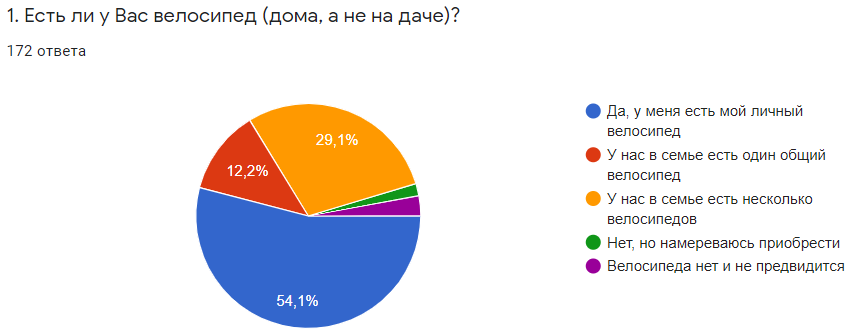 1. Есть ли у Вас велосипед (дома, а не на даче)?
172 ответа
29,1%
12,2%
54,1%
Да, у меня есть мой личный
велосипед
У нас в семье есть один общий
велосипед
У нас в семье есть несколько
велосипедов
Нет, но намереваюсь приобрести
Велосипеда нет и не предвидится